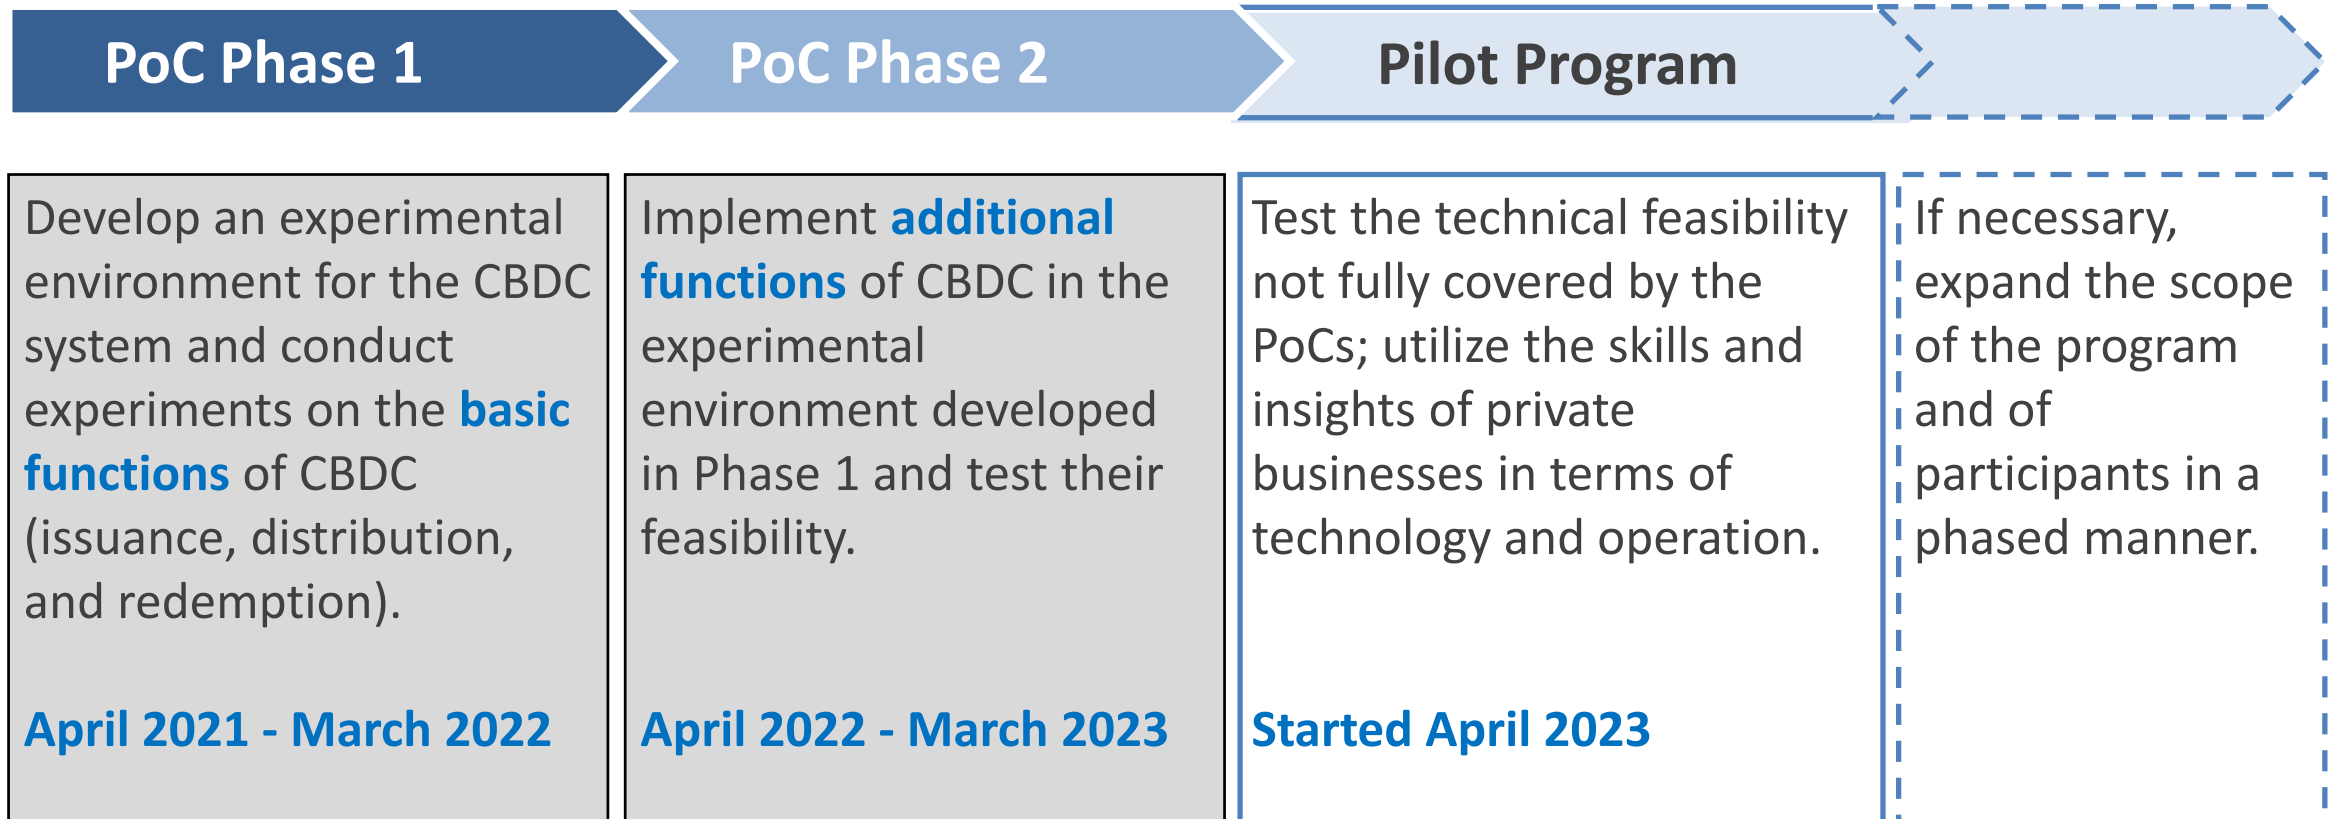 PoC Phase 1
PoC Phase 2
Pilot Program
Develop an experimental
environment for the CBDC
system and conduct
experiments on the basic
functions of CBDC
(issuance, distribution,
and redemption).
April 2021 - March 2022
Implement additional
functions of CBDC in the
experimental
environment developed
in Phase 1 and test their
feasibility.
April 2022 - March 2023
Test the technical feasibility
not fully covered by the
PoCs; utilize the skills and
insights of private
businesses in terms of
technology and operation.
Started April 2023
If necessary,
expand the scope
of the program
and of
participants in a
phased manner.